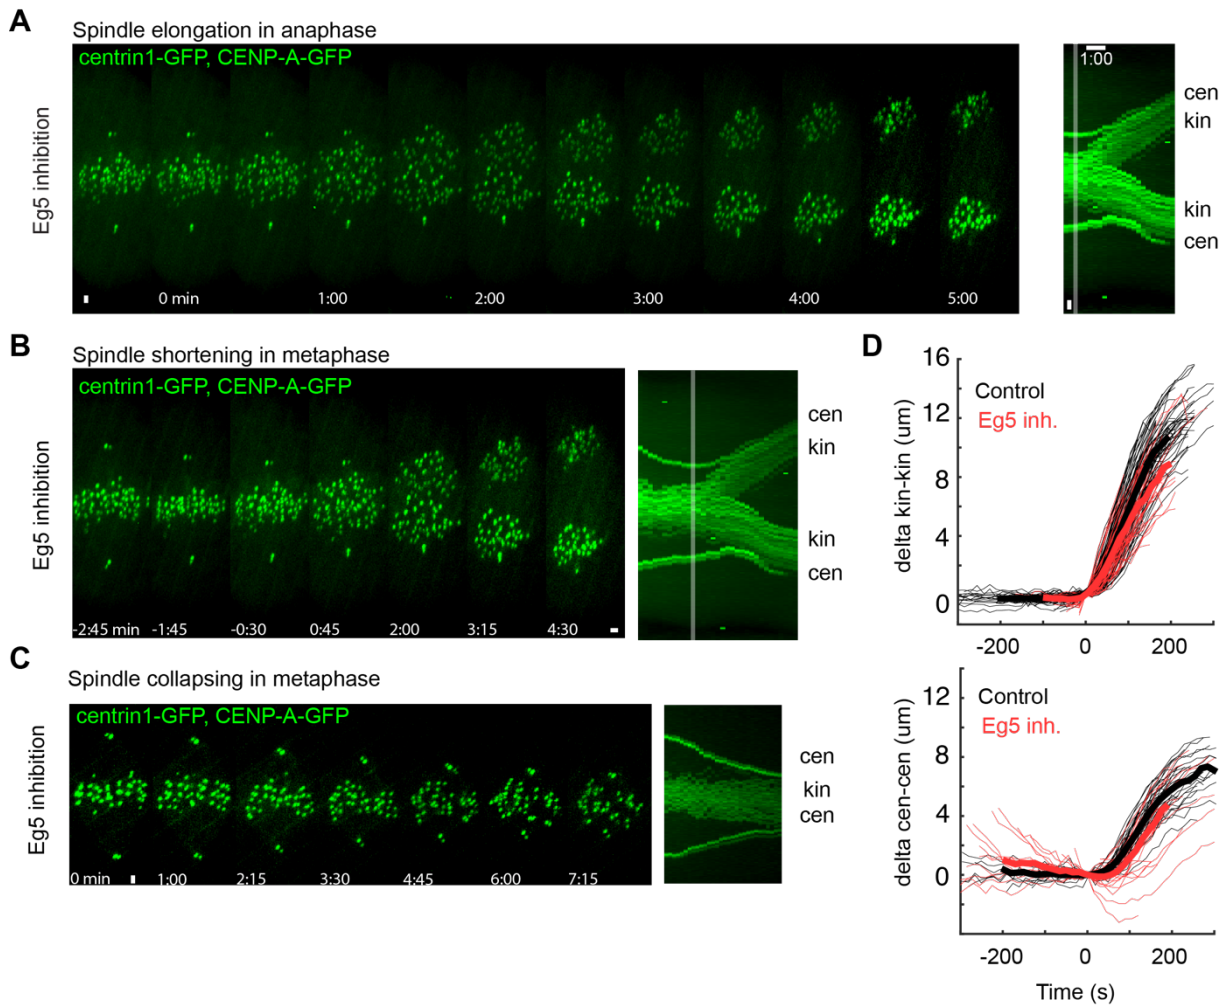 A
Spindle elongation in anaphase
centrin1-GFP, CENP-A-GFP
Eg5 inhibition
0 min 1:00 2:00 3:00 4:00 5:00
1:00
cen
kin
kin
cen
B
Spindle shortening in metaphase
centrin1-GFP, CENP-A-GFP
Eg5 inhibition
-2:45 min -1:45 -0:30 0:45 2:00 3:15 4:30
cen
kin
kin
cen
C
Spindle collapsing in metaphase
centrin1-GFP, CENP-A-GFP
Eg5 inhibition
0 min 1:00 2:15 3:30 4:45 6:00 7:15
cen
kin
cen
D
delta kin-kin (um)
16
12
8
4
0
Control
Eg5 inh.
-200 0 200
delta cen-cen (um)
12
8
4
0
Control
Eg5 inh.
-200 0 200
Time (s)